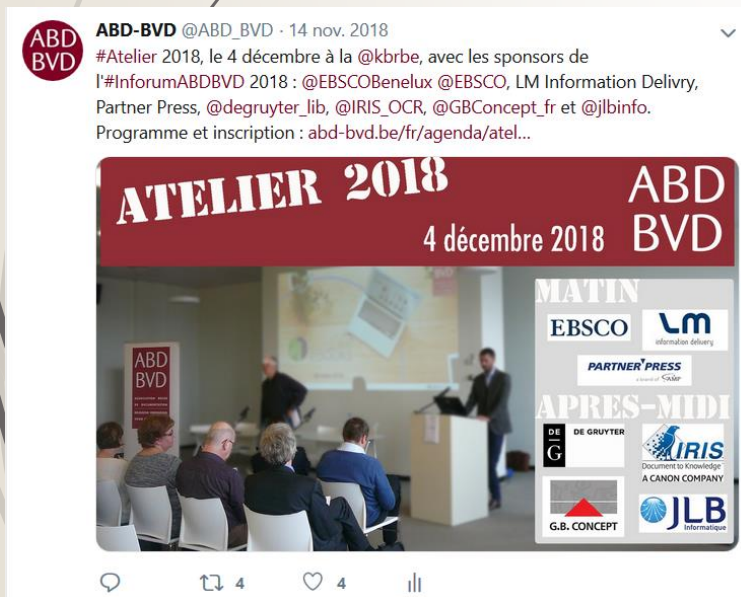 ABD
BVD
ABD-BVD @ABD_BVD · 14 nov. 2018
#Atelier 2018, le 4 décembre à la @kbrbe, avec les sponsors de
l'#InforumABDBVD 2018 : @EBSCOBenelux @EBSCO, LM Information Delivry,
Partner Press, @degruyter_lib, @IRIS_OCR, @GBConcept_fr et @jlbinfo.
Programme et inscription : abd-bvd.be/fr/agenda/atel...
ATELIER 2018
4 décembre 2018
ABD
BVD
ABD
BVD
MATIN
EBSCO
LM
information delivery
PARTNER PRESS
APRES-MIDI
DE
G
DE GRUYTER
IRIS
Document to Knowledge
A CANON COMPANY
G.B. CONCEPT
JLB
Informatique
4
4